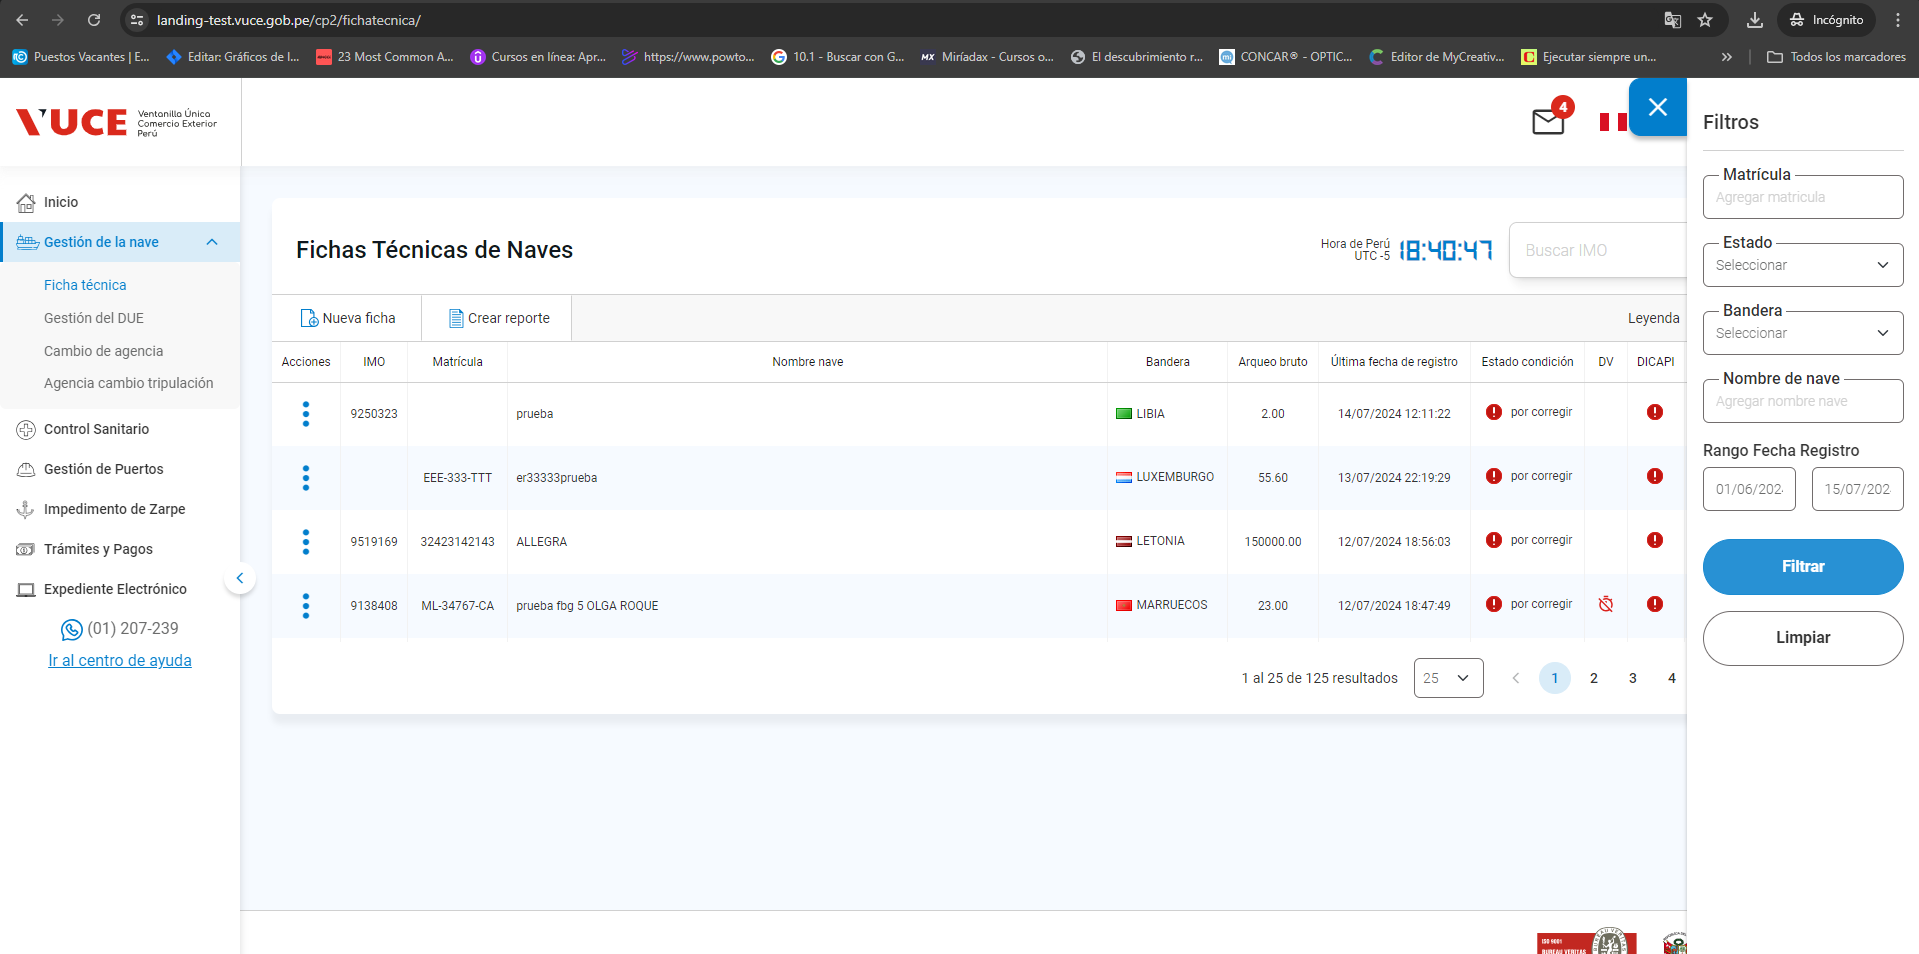 landing-test.vuce.gob.pe/cp2/fichatecnica/
Incógnito
Puestos Vacantes | E...
Editar: Gráficos de l...
23 Most Common A...
Cursos en línea: Apr...
https://www.powto...
10.1 - Buscar con G...
MX Miríadax - Cursos o...
El descubrimiento r...
CONCAR® - OPTIC...
Editor de MyCreativ...
Ejecutar siempre un...
»
Todos los marcadores
VUCE
Ventanilla Única
Comercio Exterior
Perú
4
Inicio
Gestión de la nave
Ficha técnica
Gestión del DUE
Cambio de agencia
Agencia cambio tripulación
Control Sanitario
Gestión de Puertos
Impedimento de Zarpe
Trámites y Pagos
Expediente Electrónico
(01) 207-239
Ir al centro de ayuda
Fichas Técnicas de Naves
Hora de Perú
UTC -5
18:40:47
Buscar IMO
Nueva ficha
Crear reporte
Leyenda
Acciones IMO Matrícula Nombre nave Bandera Arqueo bruto Última fecha de registro Estado condición DV DICAPI
9250323 prueba LIBIA 2.00 14/07/2024 12:11:22 por corregir
EEE-333-TTT er33333prueba LUXEMBURGO 55.60 13/07/2024 22:19:29 por corregir
9519169 32423142143 ALLEGRA LETONIA 150000.00 12/07/2024 18:56:03 por corregir
9138408 ML-34767-CA prueba fbg 5 OLGA ROQUE MARRUECOS 23.00 12/07/2024 18:47:49 por corregir
1 al 25 de 125 resultados 25 1 2 3 4
Filtros
Matrícula
Agregar matricula
Estado
Seleccionar
Bandera
Seleccionar
Nombre de nave
Agregar nombre nave
Rango Fecha Registro
01/06/202 15/07/202
Filtrar
Limpiar
ISO 9001
BUREAU VERITAS